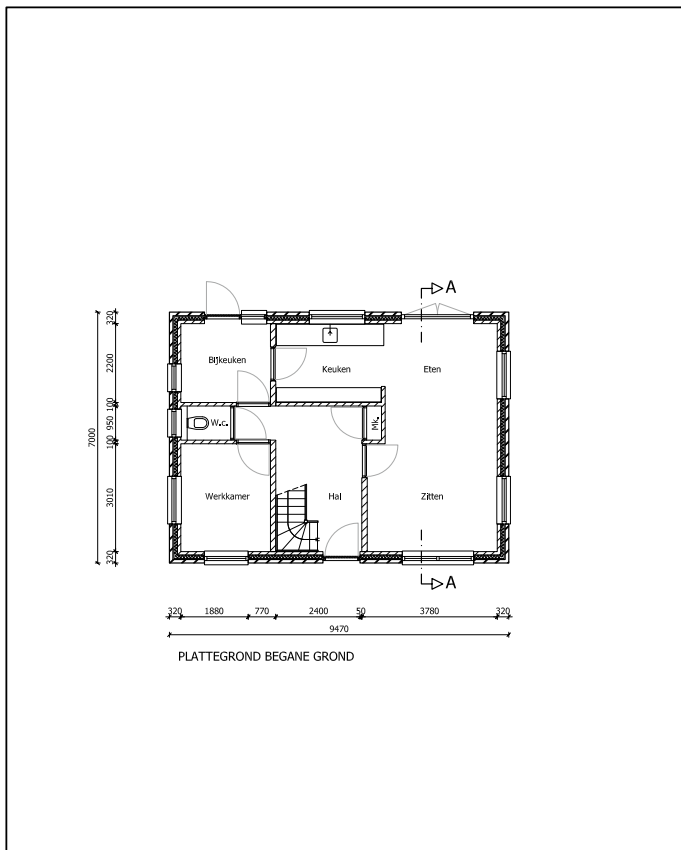 A
320
2200
100
950
100
3010
320
7000
Bijkeuken
Keuken
Eten
W.c.
Mk.
Werkkamer
Hal
Zitten
A
320
1880
770
2400
50
3780
320
9470
PLATTEGROND BEGANE GROND